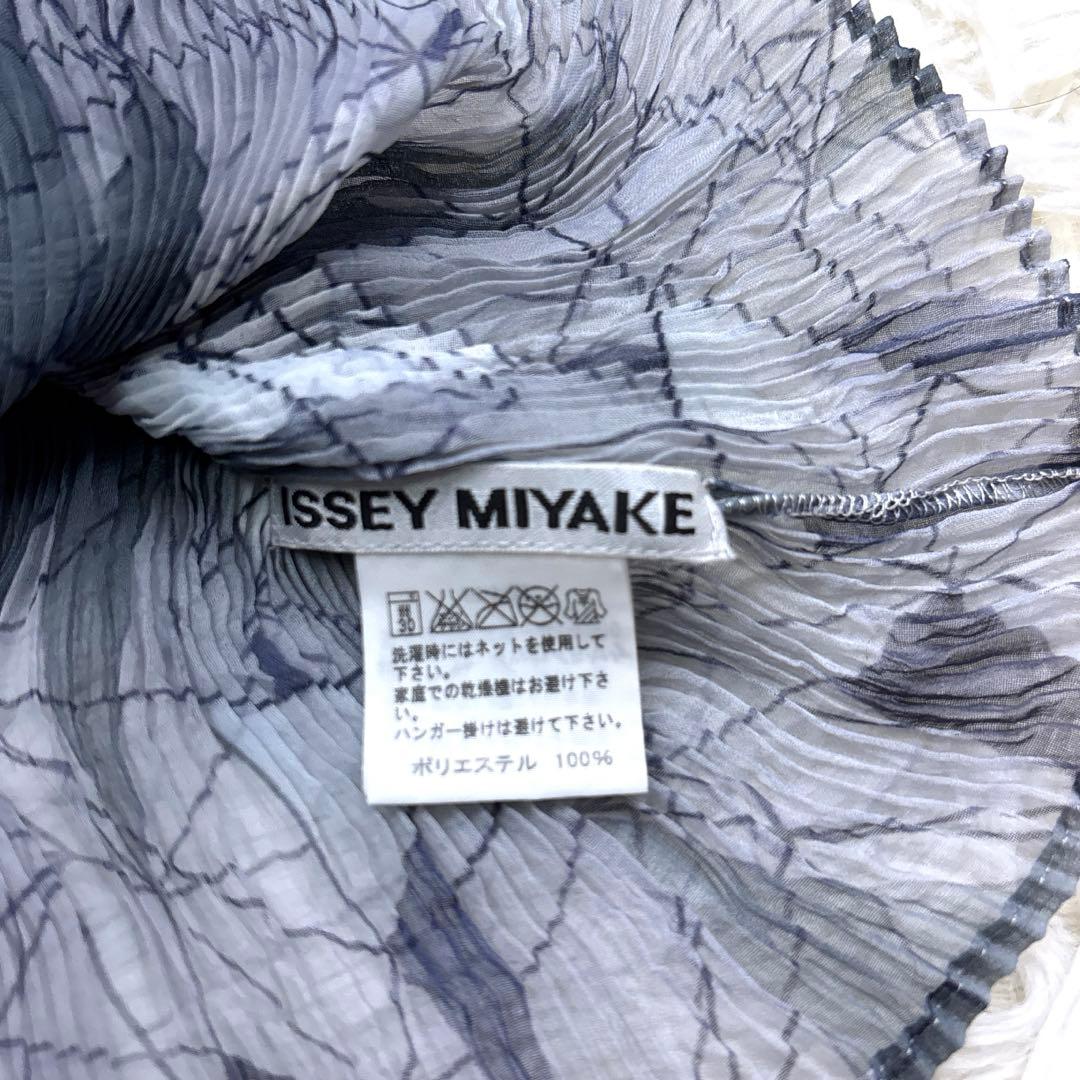 ISSEY MIYAKE
30
洗濯時にはネットを使用して
下さい。
家庭での乾燥機はお避け下さ
い。
ハンガー掛けは避けて下さい。
ポリエステル 100%